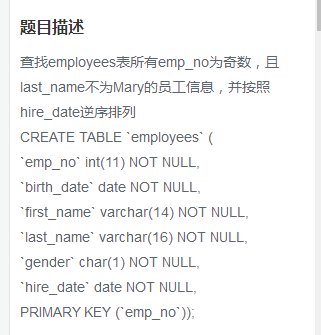 题目描述
查找employees表所有emp_no为奇数，且
last_name不为Mary的员工信息，并按照
hire_date逆序排列
CREATE TABLE `employees` (
`emp_no` int(11) NOT NULL,
`birth_date` date NOT NULL,
`first_name` varchar(14) NOT NULL,
`last_name` varchar(16) NOT NULL,
`gender` char(1) NOT NULL,
`hire_date` date NOT NULL,
PRIMARY KEY (`emp_no`));